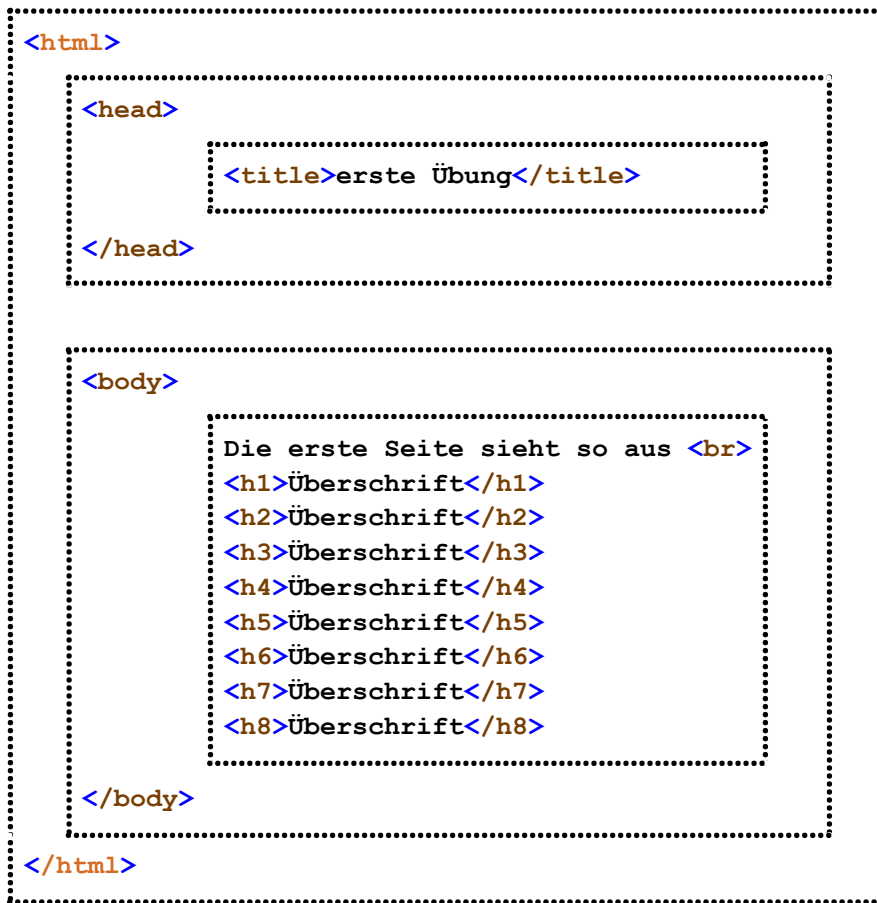 <html>
<head>
<title>erste Übung</title>
</head>
<body>
Die erste Seite sieht so aus <br>
<h1>Überschrift</h1>
<h2>Überschrift</h2>
<h3>Überschrift</h3>
<h4>Überschrift</h4>
<h5>Überschrift</h5>
<h6>Überschrift</h6>
<h7>Überschrift</h7>
<h8>Überschrift</h8>
</body>
</html>